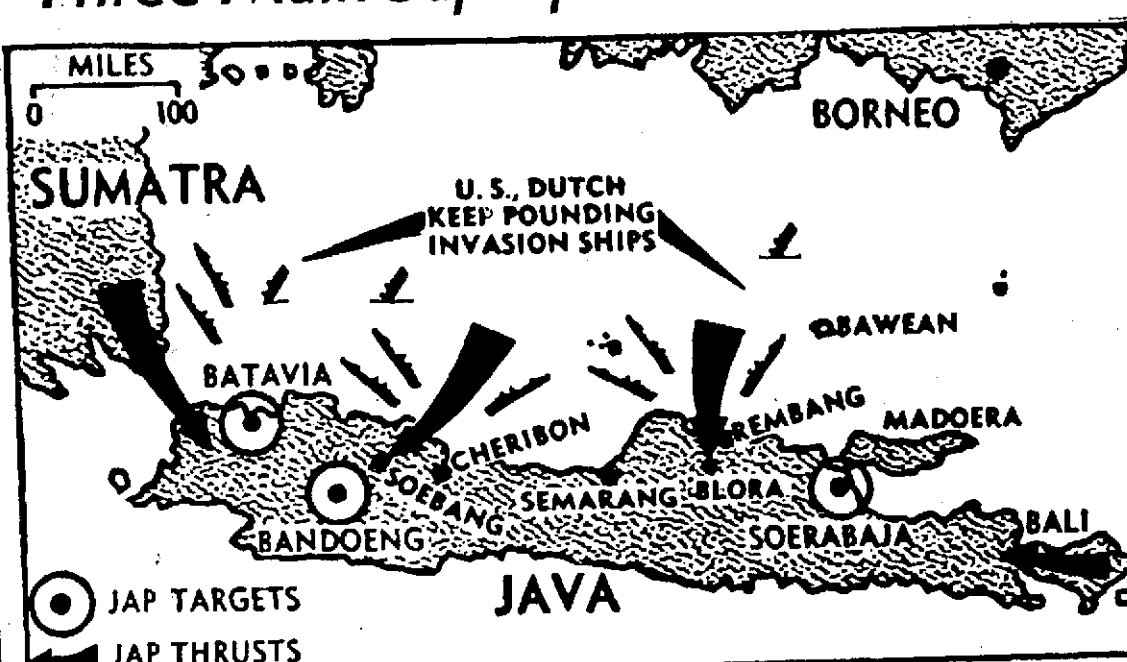 MILES
0 100
SUMATRA
BORNEO
U. S., DUTCH
KEEP POUNDING
INVASION SHIPS
BAWEAN
BATAVIA
CHERIBON
REMBANG
MADOERA
SOEBANG
SEMARANG
BLORA
BANDOENG
SOERABAJA
BALI
JAVA
JAP TARGETS
JAP THRUSTS